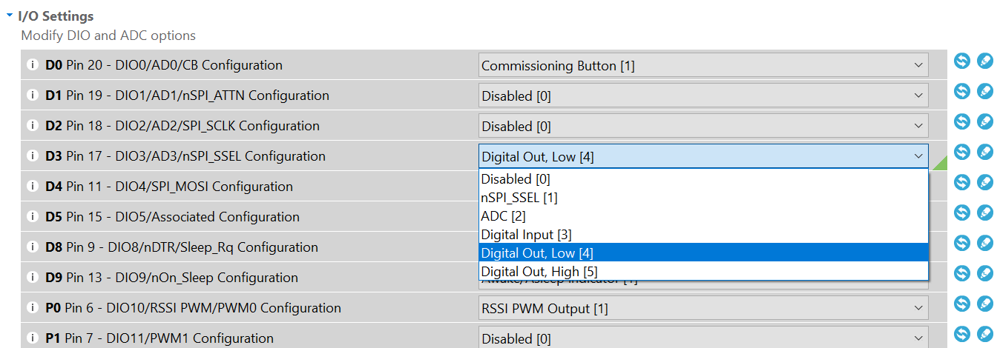 I/O Settings
Modify DIO and ADC options
i D0 Pin 20 - DIO0/AD0/CB Configuration Commissioning Button [1]
i D1 Pin 19 - DIO1/AD1/nSPI_ATTN Configuration Disabled [0]
i D2 Pin 18 - DIO2/AD2/SPI_SCLK Configuration Disabled [0]
i D3 Pin 17 - DIO3/AD3/nSPI_SSEL Configuration Digital Out, Low [4]
Disabled [0]
nSPI_SSEL [1]
ADC [2]
Digital Input [3]
Digital Out, Low [4]
Digital Out, High [5]
i D4 Pin 11 - DIO4/SPI_MOSI Configuration
i D5 Pin 15 - DIO5/Associated Configuration
i D8 Pin 9 - DIO8/nDTR/Sleep_Rq Configuration
i D9 Pin 13 - DIO9/nOn_Sleep Configuration Awake/Asleep Indicator [1]
i P0 Pin 6 - DIO10/RSSI PWM/PWM0 Configuration RSSI PWM Output [1]
i P1 Pin 7 - DIO11/PWM1 Configuration Disabled [0]